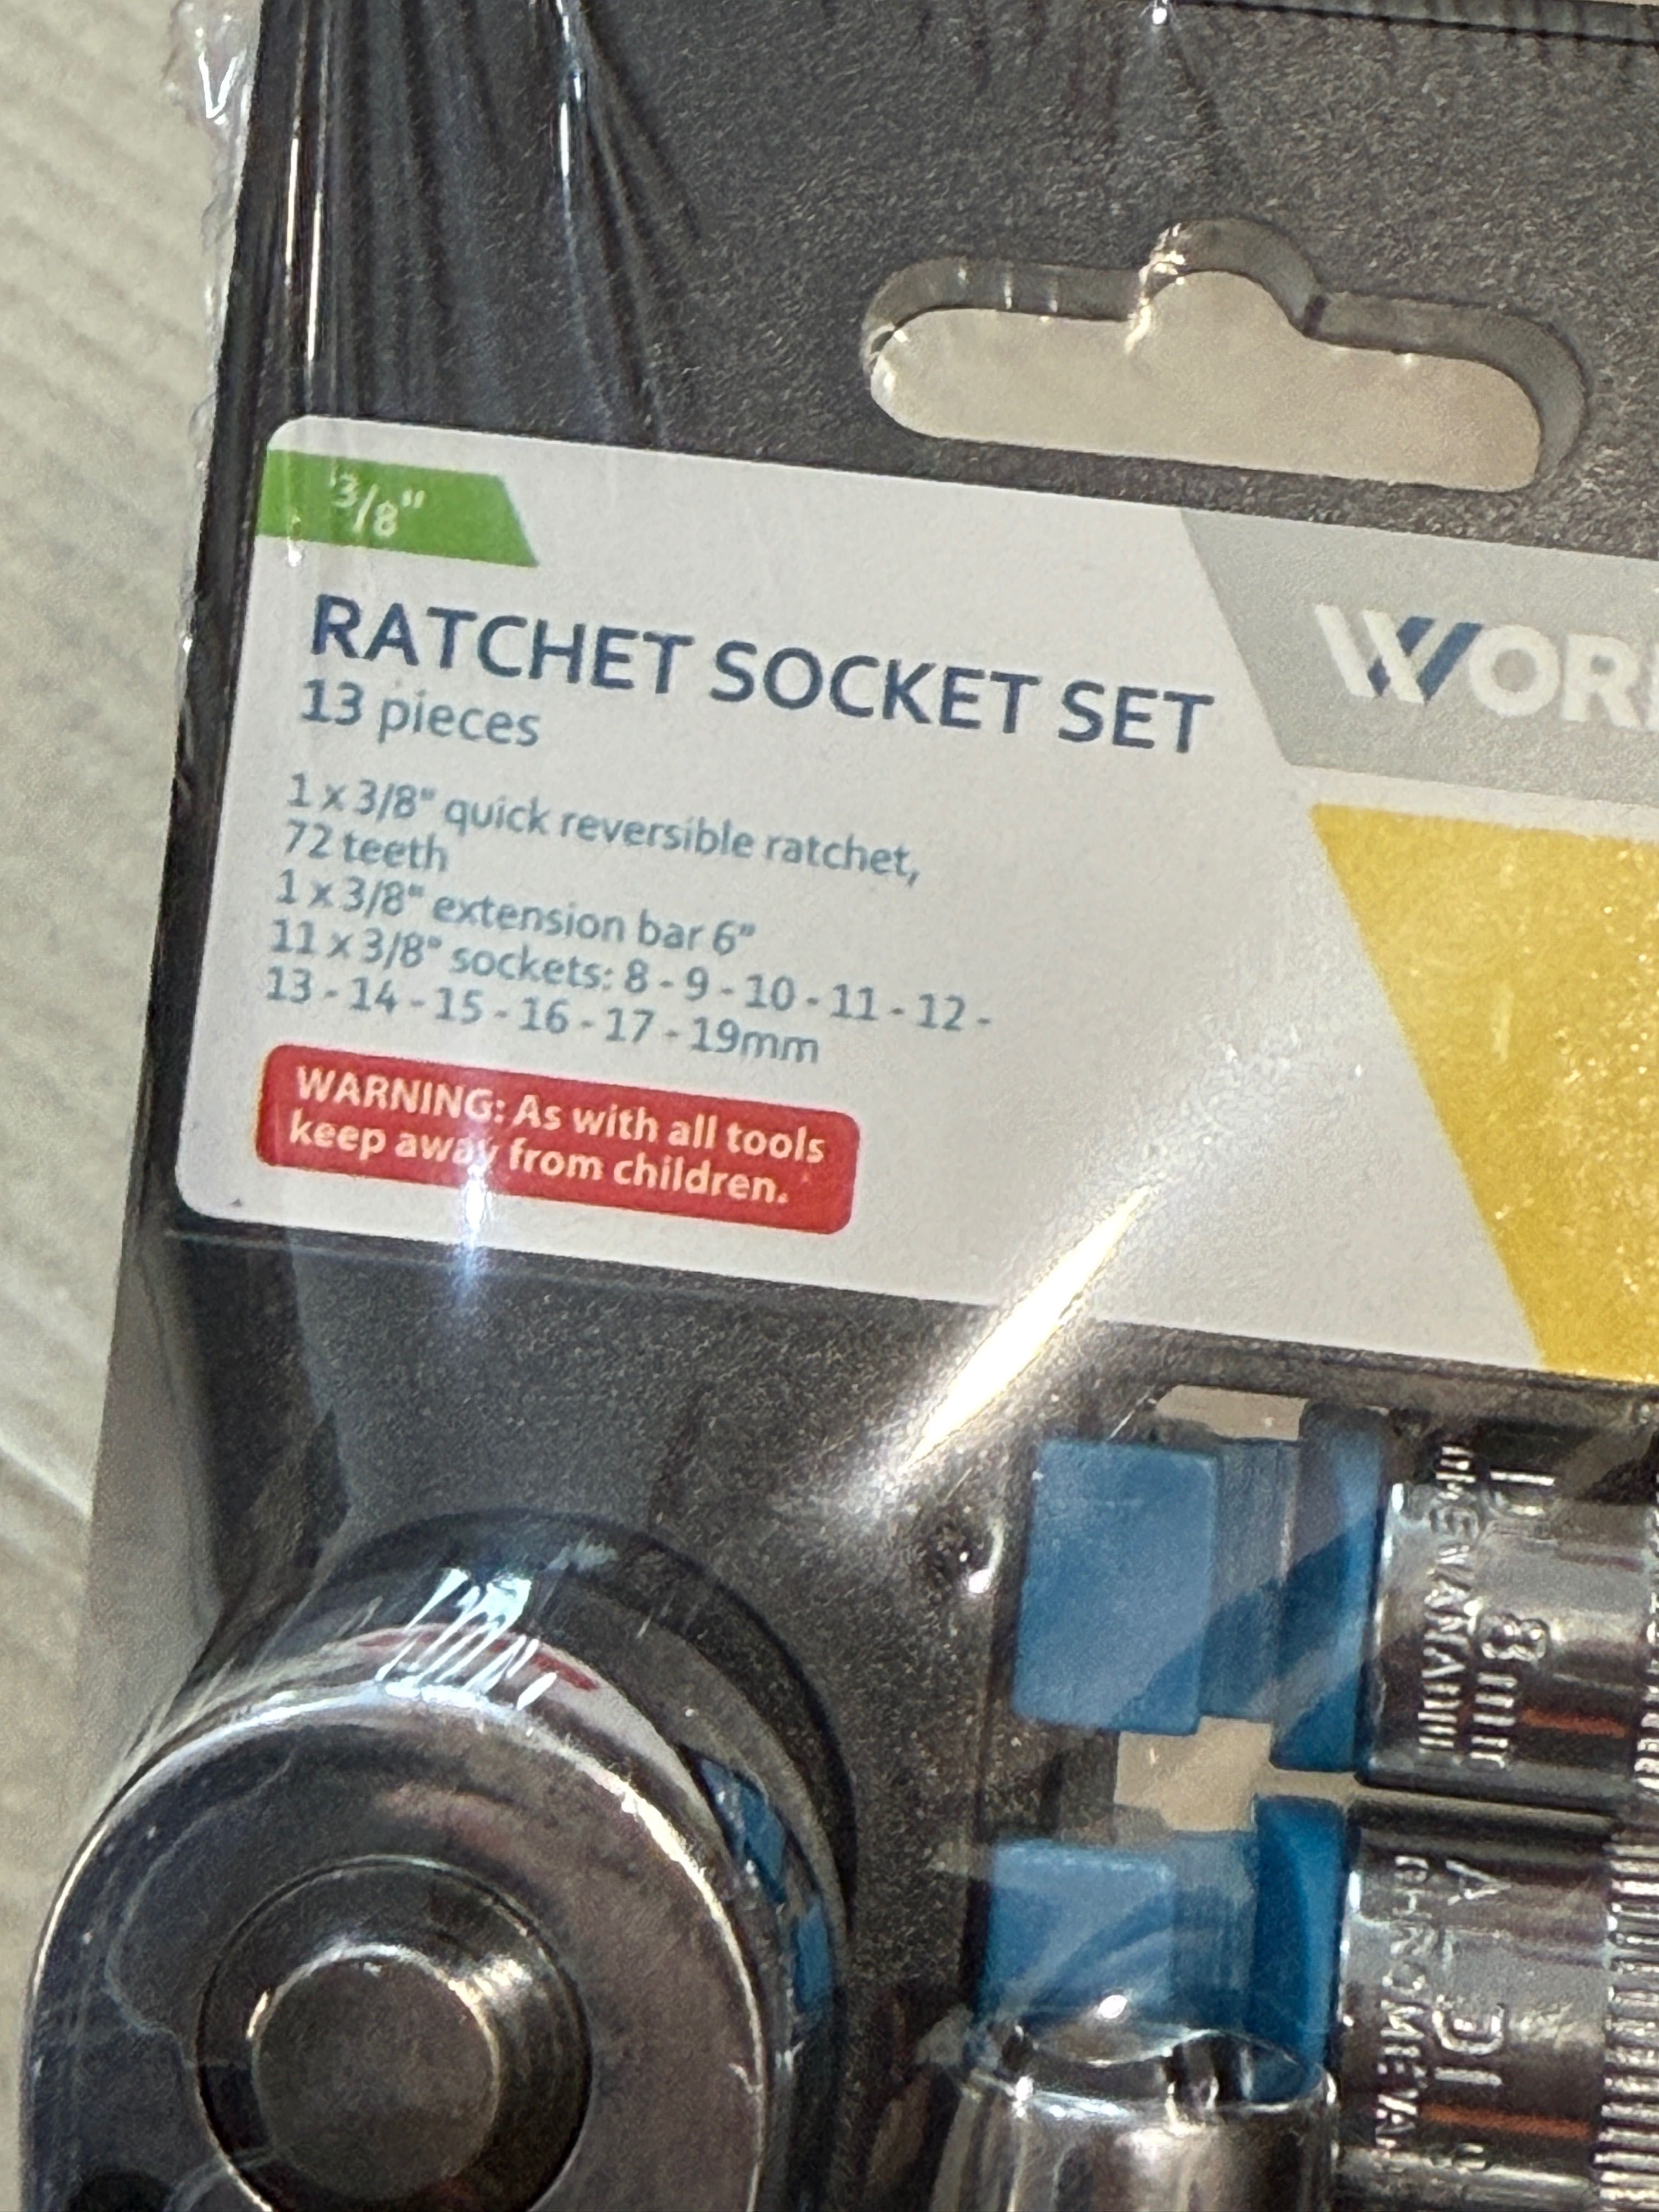 3/8"
RATCHET SOCKET SET
13 pieces
1 x 3/8" quick reversible ratchet,
72 teeth
1 x 3/8" extension bar 6"
11 x 3/8" sockets: 8 - 9 - 10 - 11 - 12 -
13 - 14 - 15 - 16 - 17 - 19mm
WARNING: As with all tools
keep away from children.
WOR
8mm